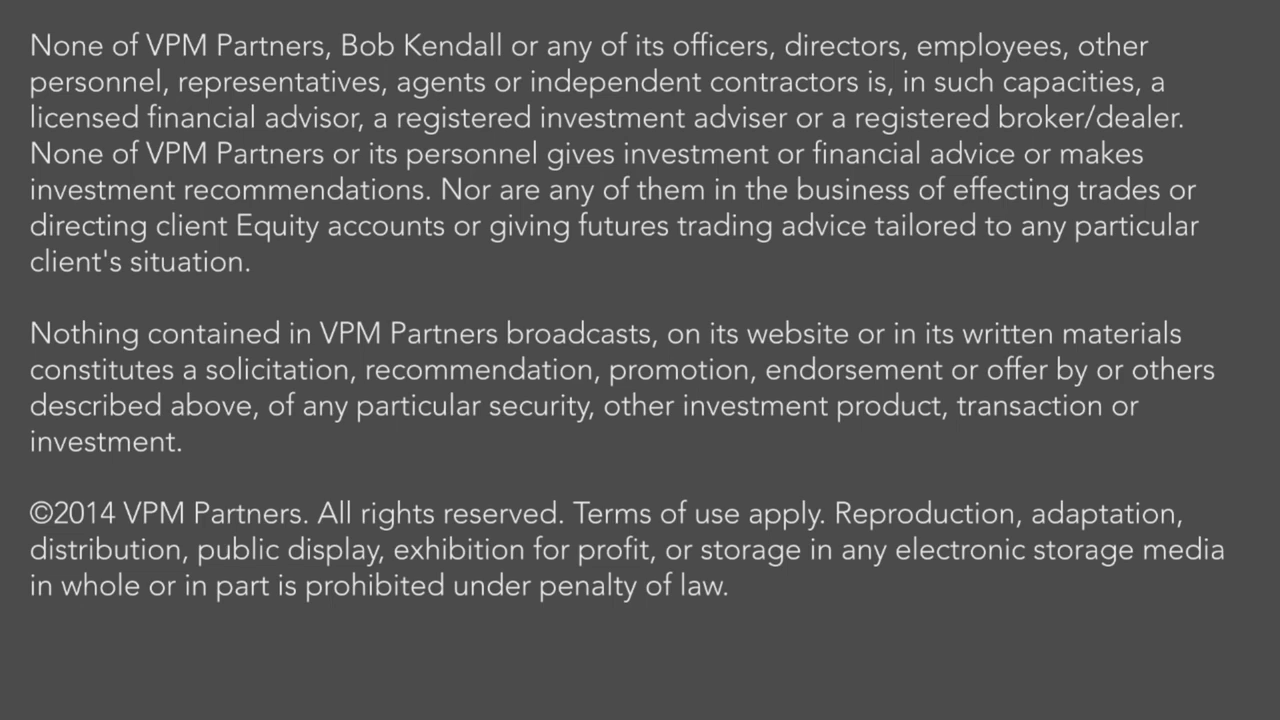 None of VPM Partners, Bob Kendall or any of its officers, directors, employees, other
personnel, representatives, agents or independent contractors is, in such capacities, a
licensed financial advisor, a registered investment adviser or a registered broker/dealer.
None of VPM Partners or its personnel gives investment or financial advice or makes
investment recommendations. Nor are any of them in the business of effecting trades or
directing client Equity accounts or giving futures trading advice tailored to any particular
client's situation.

Nothing contained in VPM Partners broadcasts, on its website or in its written materials
constitutes a solicitation, recommendation, promotion, endorsement or offer by or others
described above, of any particular security, other investment product, transaction or
investment.

©2014 VPM Partners. All rights reserved. Terms of use apply. Reproduction, adaptation,
distribution, public display, exhibition for profit, or storage in any electronic storage media
in whole or in part is prohibited under penalty of law.